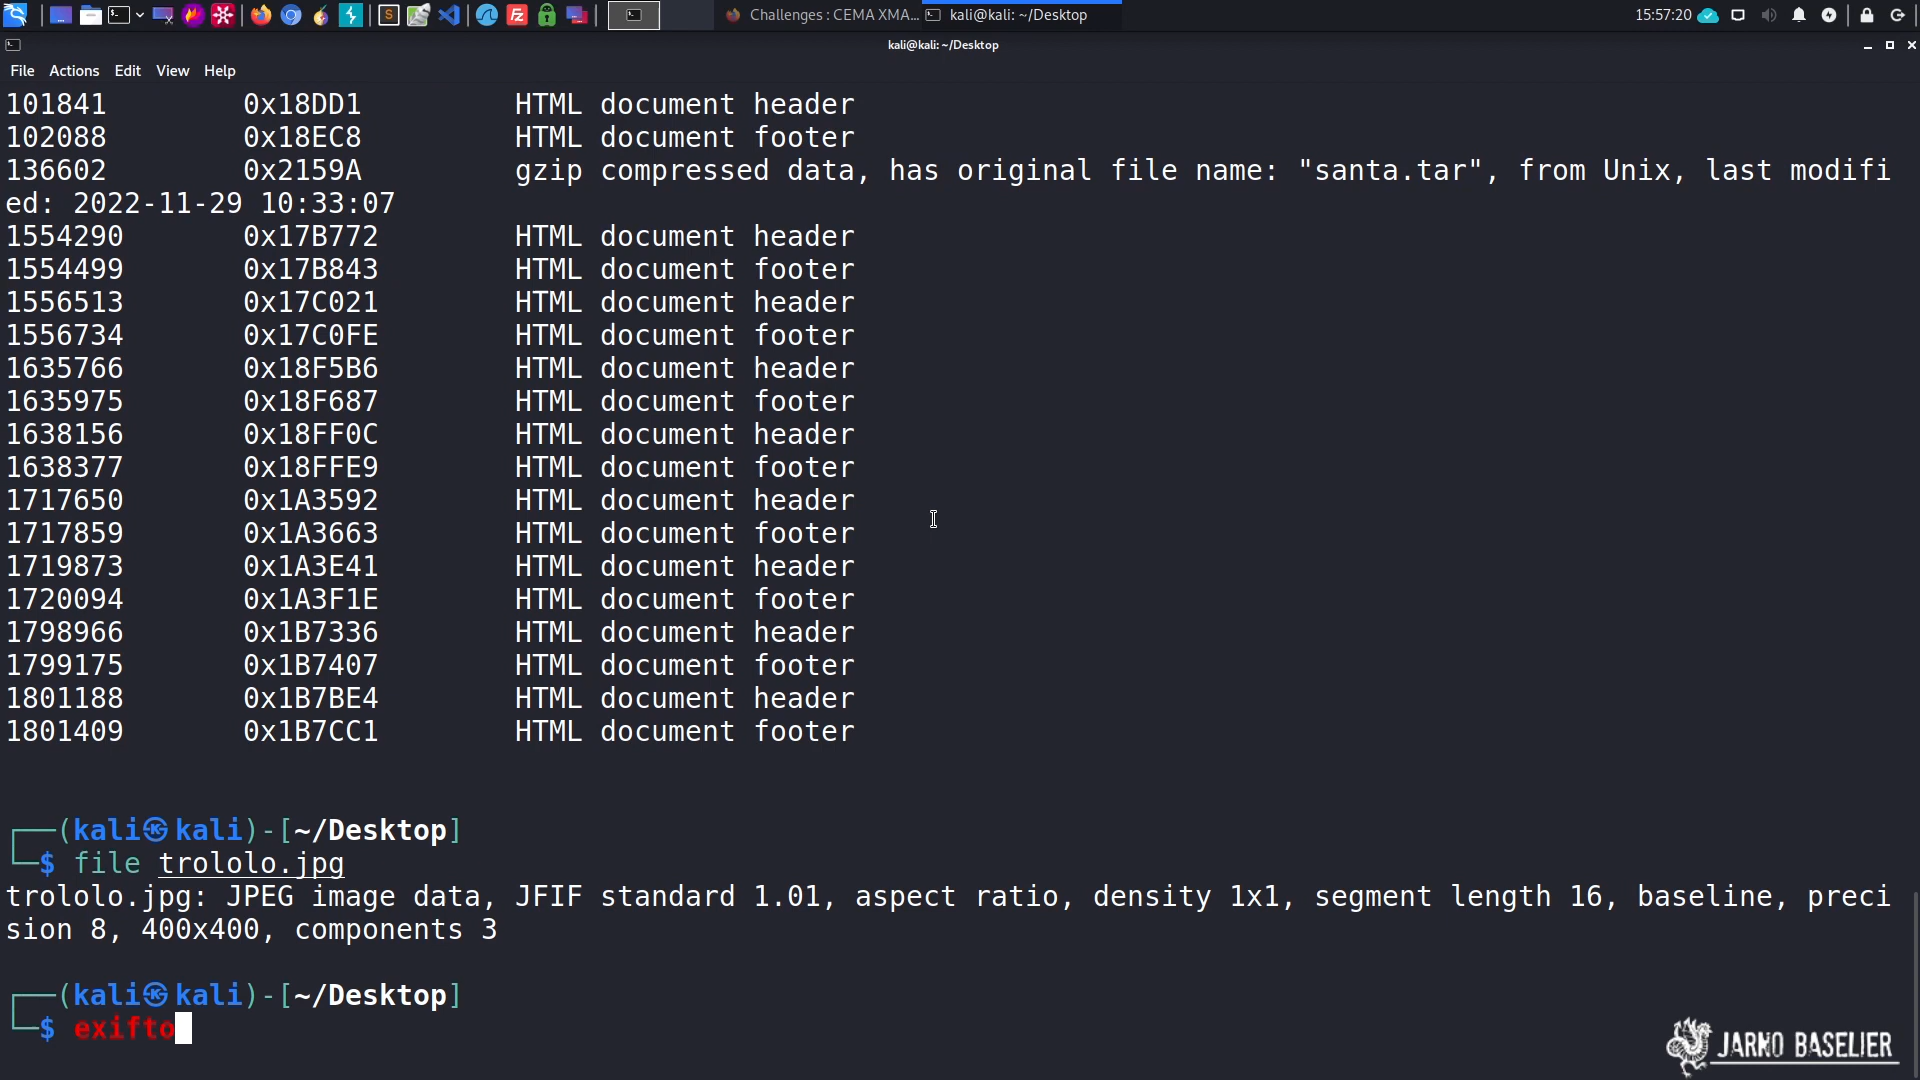 Challenges : CEMA XMA... kali@kali: ~/Desktop 15:57:20
kali@kali: ~/Desktop
File Actions Edit View Help
101841 0x18DD1 HTML document header
102088 0x18EC8 HTML document footer
136602 0x2159A gzip compressed data, has original file name: "santa.tar", from Unix, last modifi
ed: 2022-11-29 10:33:07
1554290 0x17B772 HTML document header
1554499 0x17B843 HTML document footer
1556513 0x17C021 HTML document header
1556734 0x17C0FE HTML document footer
1635766 0x18F5B6 HTML document header
1635975 0x18F687 HTML document footer
1638156 0x18FF0C HTML document header
1638377 0x18FFE9 HTML document footer
1717650 0x1A3592 HTML document header
1717859 0x1A3663 HTML document footer
1719873 0x1A3E41 HTML document header
1720094 0x1A3F1E HTML document footer
1798966 0x1B7336 HTML document header
1799175 0x1B7407 HTML document footer
1801188 0x1B7BE4 HTML document header
1801409 0x1B7CC1 HTML document footer
┌──(kali㉿kali)-[~/Desktop]
└─$ file trololo.jpg
trololo.jpg: JPEG image data, JFIF standard 1.01, aspect ratio, density 1x1, segment length 16, baseline, preci
sion 8, 400x400, components 3
┌──(kali㉿kali)-[~/Desktop]
└─$ exifto
JARNO BASELIER